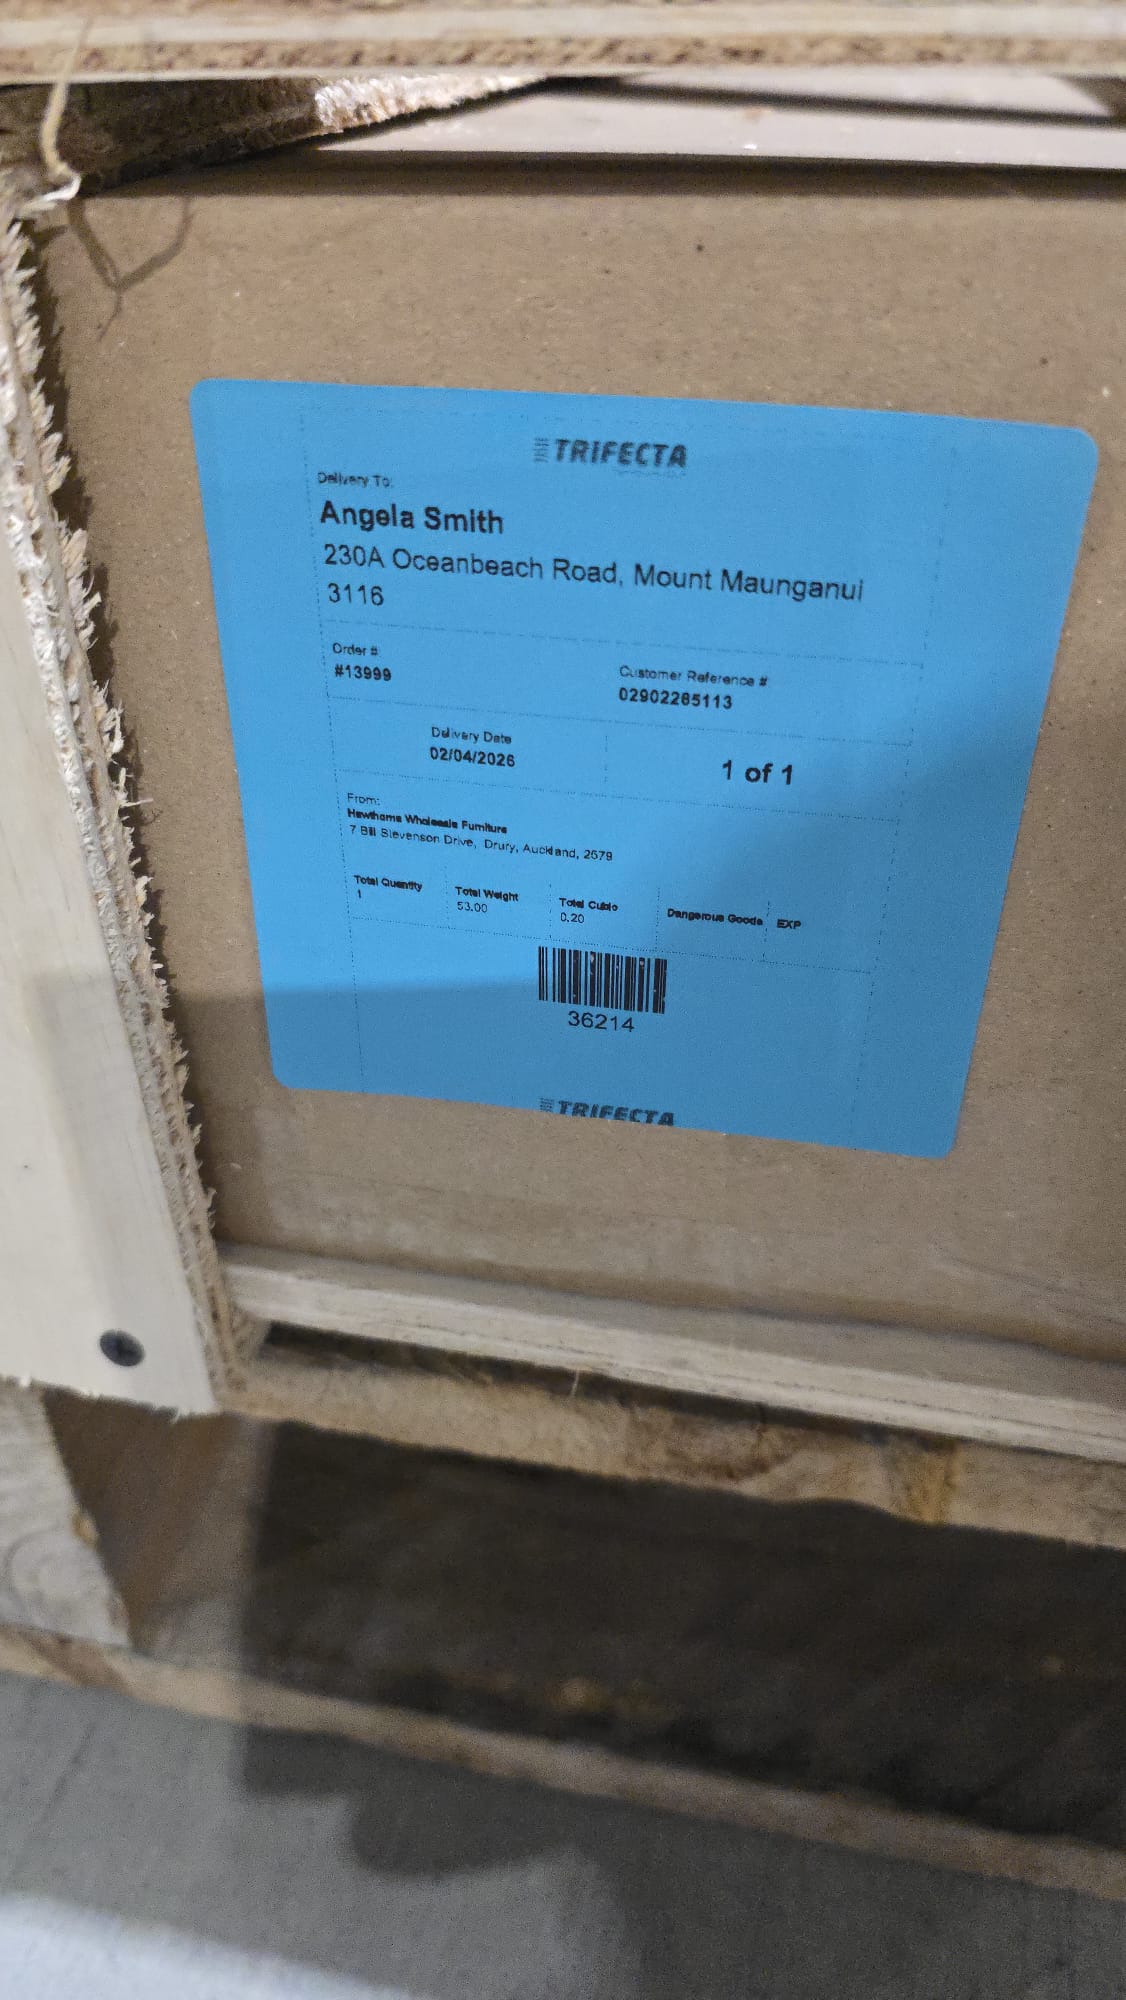 TRIFECTA
Delivery To:
Angela Smith
230A Oceanbeach Road, Mount Maunganui
3116
Order #
#13999
Customer Reference #
02902285113
Delivery Date
02/04/2026
1 of 1
From:
Hawthorne Wholesale Furniture
7 Bill Stevenson Drive, Drury, Auckland, 2579
Total Quantity
1
Total Weight
53.00
Total Cubic
0.20
Dangerous Goods
EXP
36214
TRIFECTA